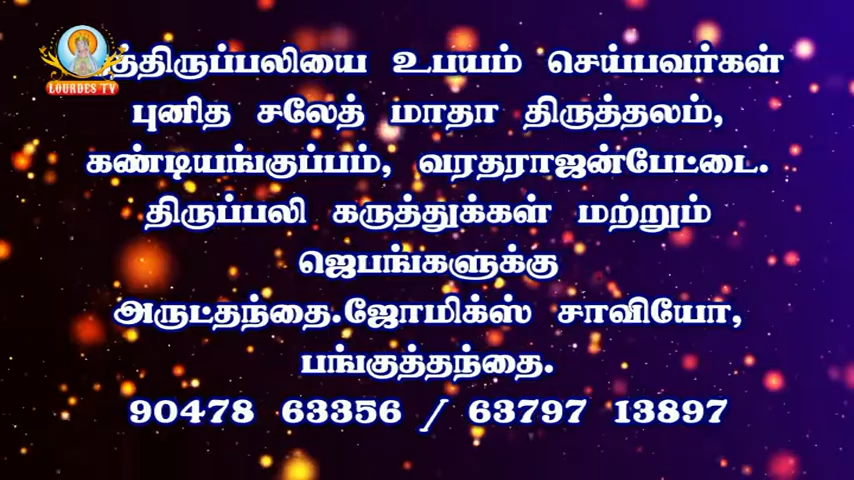 LOURDES TV
த்திருப்பலியை உபயம் செய்பவர்கள்
புனித சலேத் மாதா திருத்தலம்,
கண்டியங்குப்பம், வரதராஜன்பேட்டை.
திருப்பலி கருத்துக்கள் மற்றும்
ஜெபங்களுக்கு
அருட்தந்தை.ஜோமிக்ஸ் சாவியோ,
பங்குத்தந்தை.
90478 63356 / 63797 13897